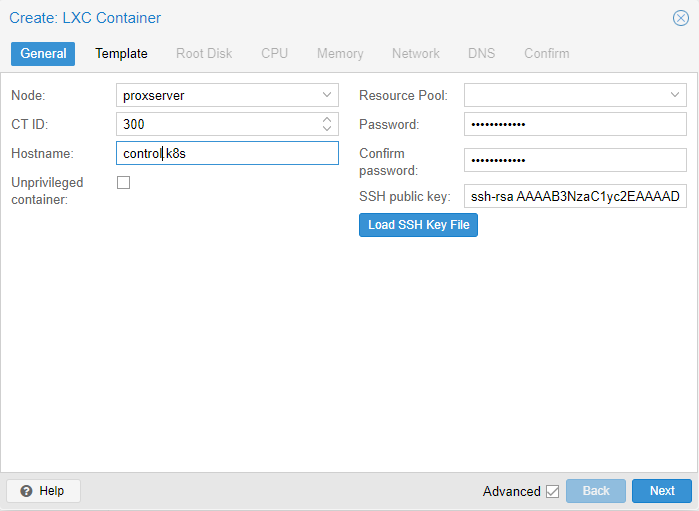 Create: LXC Container
General Template Root Disk CPU Memory Network DNS Confirm
Node: proxserver
CT ID: 300
Hostname: control.k8s
Unprivileged
container:
Resource Pool:
Password: ••••••••••••
Confirm
password: ••••••••••••
SSH public key: ssh-rsa AAAAB3NzaC1yc2EAAAAD
Load SSH Key File
Help Advanced Back Next